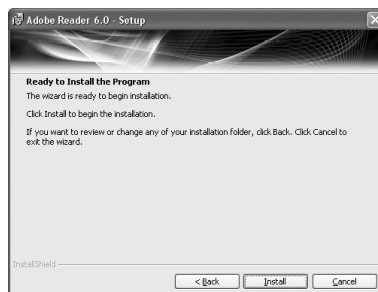 Adobe Reader 6.0 - Setup
Ready to Install the Program
The wizard is ready to begin installation.
Click Install to begin the installation.
If you want to review or change any of your installation folder, click Back. Click Cancel to
exit the wizard.
InstallShield
< Back Install Cancel